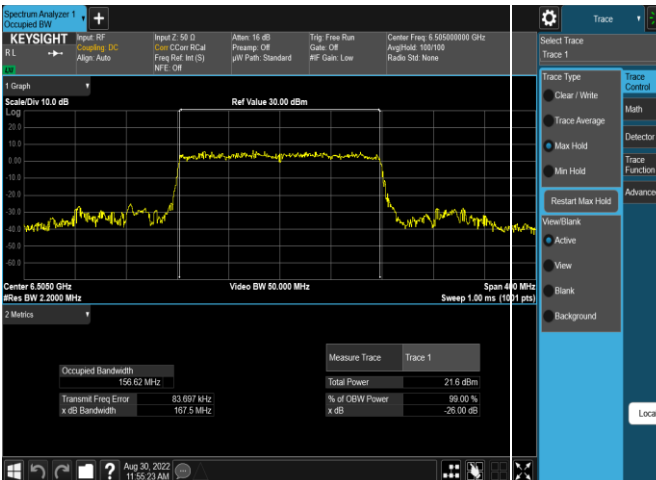 Spectrum Analyzer 1
Occupied BW
+
KEYSIGHT
R L
LW
Input: RF
Coupling: DC
Align: Auto
Input Z: 50 Ω
Corr CCorr RCal
Freq Ref: Int (S)
NFE: Off
Atten: 16 dB
Preamp: Off
µW Path: Standard
Trig: Free Run
Gate: Off
#IF Gain: Low
Center Freq: 6.505000000 GHz
Avg|Hold: 100/100
Radio Std: None
1 Graph
Scale/Div 10.0 dB
Ref Value 30.00 dBm
Log
20.0
10.0
0.00
-10.0
-20.0
-30.0
-40.0
-50.0
-60.0
Center 6.5050 GHz
#Res BW 2.2000 MHz
Video BW 50.000 MHz
Span 400 MHz
Sweep 1.00 ms (1001 pts)
2 Metrics
Occupied Bandwidth
156.62 MHz
Transmit Freq Error 83.697 kHz
x dB Bandwidth 167.5 MHz
Measure Trace Trace 1
Total Power 21.6 dBm
% of OBW Power 99.00 %
x dB -26.00 dB
Aug 30, 2022
11:55:23 AM
Trace
Select Trace
Trace 1
Trace Type
Clear / Write
Trace Average
Max Hold
Min Hold
Restart Max Hold
View/Blank
Active
View
Blank
Background
Trace
Control
Math
Detector
Trace
Function
Advanced
Loca